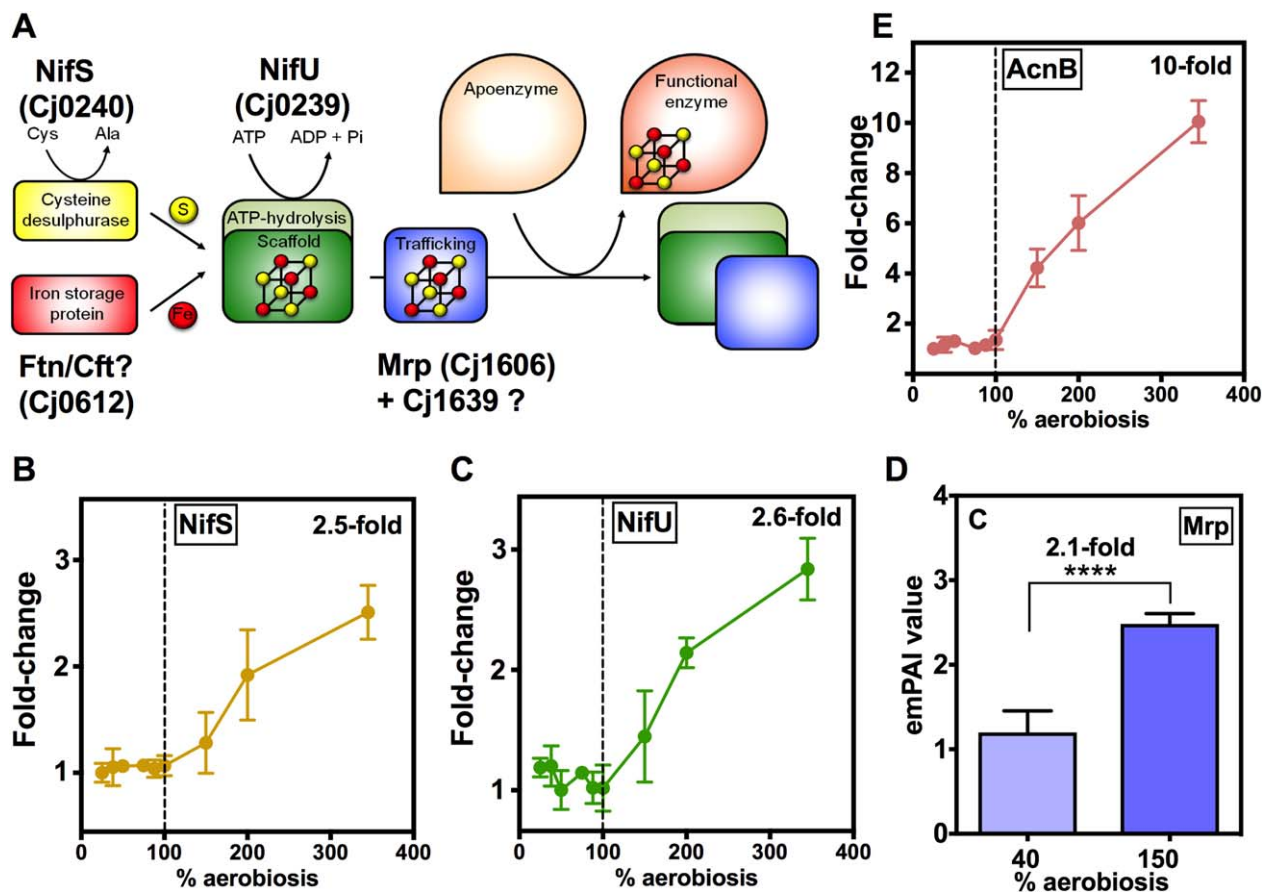 A
NifS
(Cj0240)
Cys Ala
Cysteine
desulphurase
S
Iron storage
protein
Fe
Ftn/Cft?
(Cj0612)
NifU
(Cj0239)
ATP ADP + Pi
ATP-hydrolysis
Scaffold
Trafficking
Mrp (Cj1606)
+ Cj1639 ?
Apoenzyme
Functional
enzyme
E
AcnB
10-fold
Fold-change
12
10
8
6
4
2
0 100 200 300 400
% aerobiosis
B
NifS
2.5-fold
Fold-change
3
2
1
0 100 200 300 400
% aerobiosis
C
NifU
2.6-fold
Fold-change
3
2
1
0 100 200 300 400
% aerobiosis
D
C
Mrp
2.1-fold
****
emPAI value
4
3
2
1
0
40 150
% aerobiosis